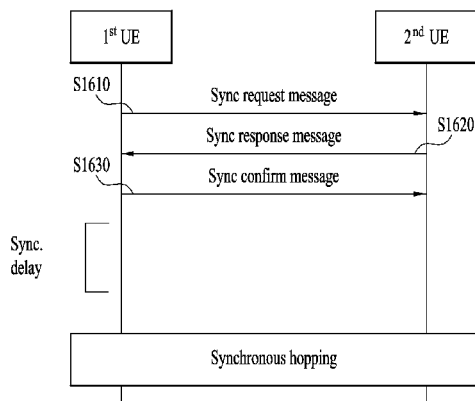 1st UE
2nd UE
S1610
Sync request message
S1620
Sync response message
S1630
Sync confirm message
Sync.
delay
Synchronous hopping